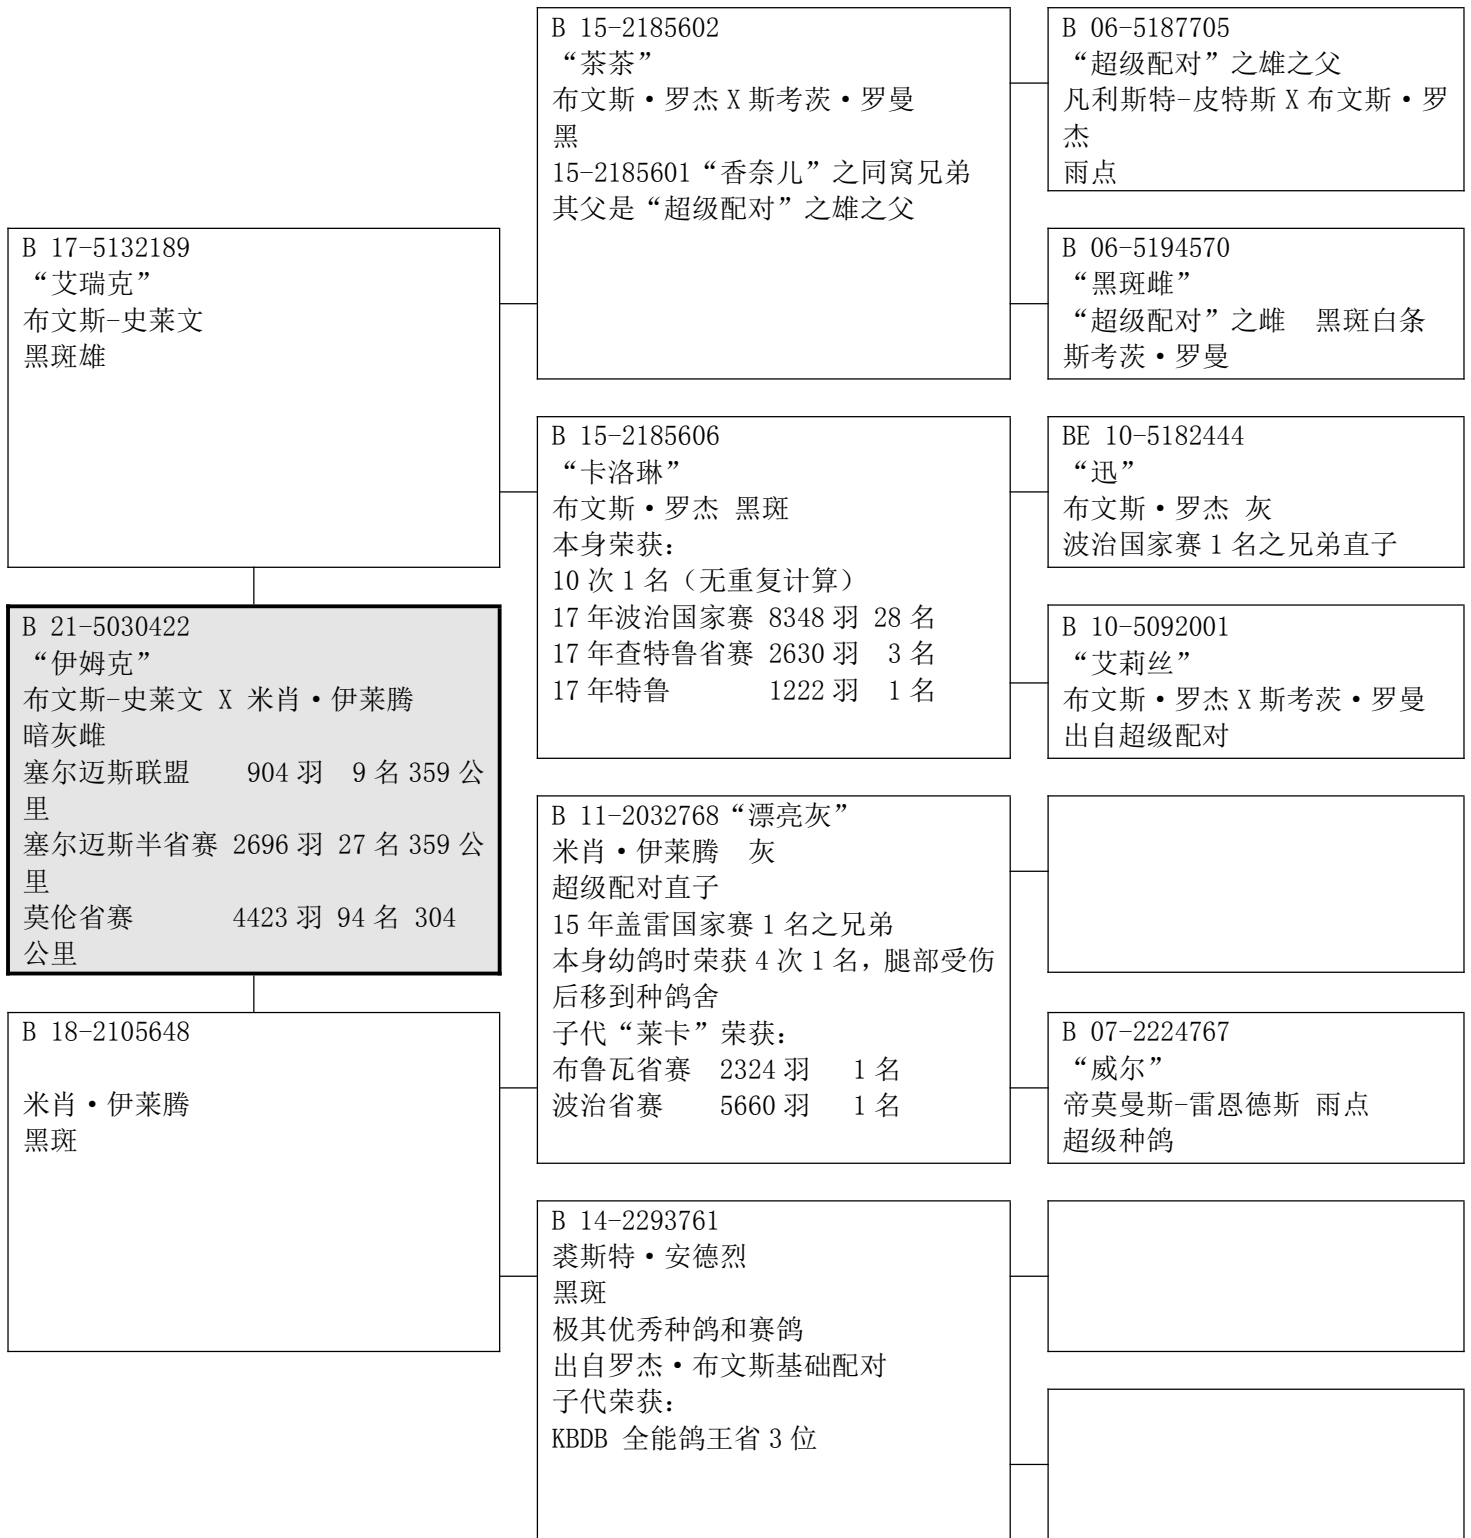 B 15-2185602
“茶茶”
布文斯·罗杰 X 斯考茨·罗曼
黑
15-2185601“香奈儿”之同窝兄弟
其父是“超级配对”之雄之父
B 06-5187705
“超级配对”之雄之父
凡利斯特-皮特斯 X 布文斯·罗
杰
雨点
B 17-5132189
“艾瑞克”
布文斯-史莱文
黑斑雄
B 06-5194570
“黑斑雌”
“超级配对”之雌 黑斑白条
斯考茨·罗曼
B 15-2185606
“卡洛琳”
布文斯·罗杰 黑斑
本身荣获：
10 次 1 名（无重复计算）
17 年波治国家赛 8348 羽 28 名
17 年查特鲁省赛 2630 羽 3 名
17 年特鲁 1222 羽 1 名
BE 10-5182444
“迅”
布文斯·罗杰 灰
波治国家赛 1 名之兄弟直子
B 21-5030422
“伊姆克”
布文斯-史莱文 X 米肖·伊莱腾
暗灰雌
塞尔迈斯联盟 904 羽 9 名 359 公
里
塞尔迈斯半省赛 2696 羽 27 名 359 公
里
莫伦省赛 4423 羽 94 名 304
公里
B 10-5092001
“艾莉丝”
布文斯·罗杰 X 斯考茨·罗曼
出自超级配对
B 11-2032768“漂亮灰”
米肖·伊莱腾 灰
超级配对直子
15 年盖雷国家赛 1 名之兄弟
本身幼鸽时荣获 4 次 1 名，腿部受伤
后移到种鸽舍
子代“莱卡”荣获：
布鲁瓦省赛 2324 羽 1 名
波治省赛 5660 羽 1 名
B 18-2105648
米肖·伊莱腾
黑斑
B 07-2224767
“威尔”
帝莫曼斯-雷恩德斯 雨点
超级种鸽
B 14-2293761
裘斯特·安德烈
黑斑
极其优秀种鸽和赛鸽
出自罗杰·布文斯基础配对
子代荣获：
KBDB 全能鸽王省 3 位